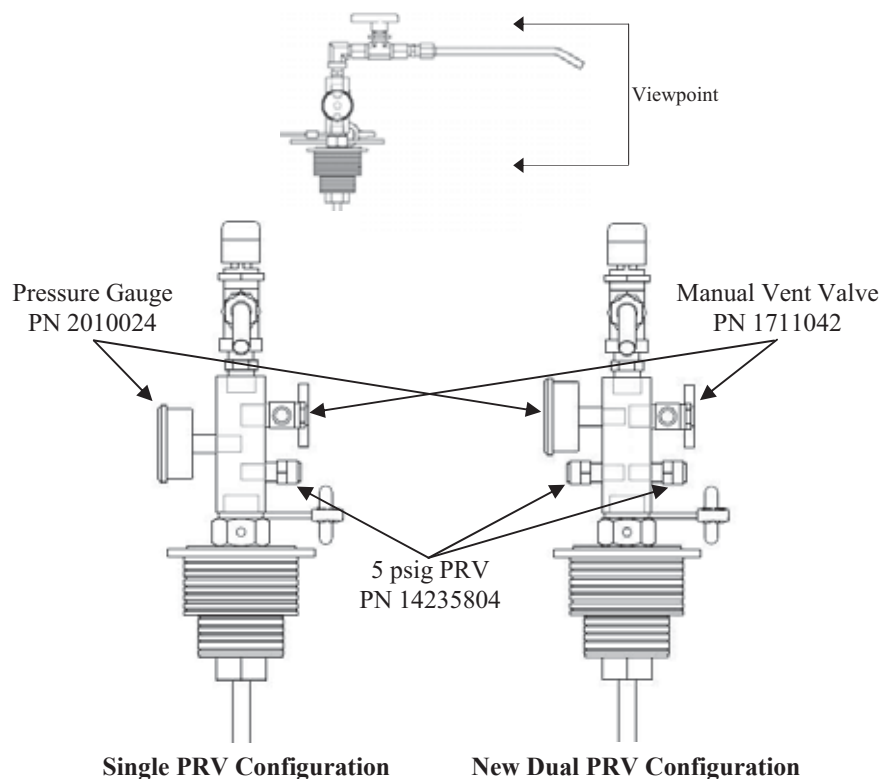 Viewpoint
Pressure Gauge
PN 2010024
Manual Vent Valve
PN 1711042
5 psig PRV
PN 14235804
Single PRV Configuration
New Dual PRV Configuration